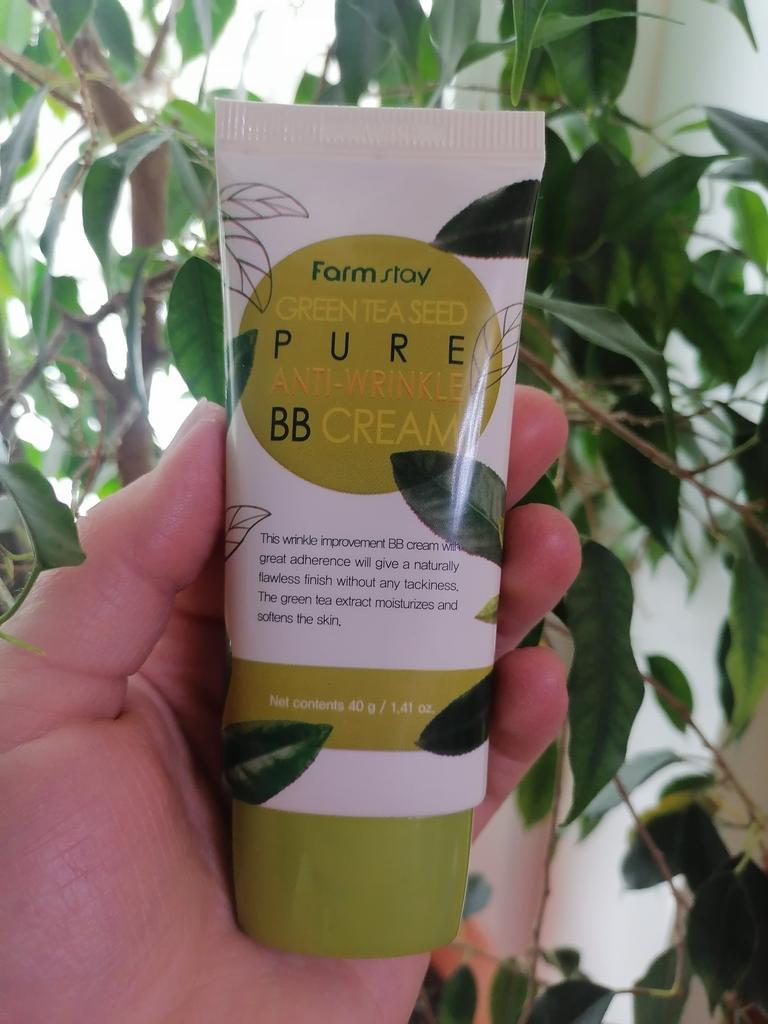 Farm stay
GREEN TEA SEED
PURE
ANTI-WRINKLE
BB CREAM
This wrinkle improvement BB cream with
great adherence will give a naturally
flawless finish without any tackiness.
The green tea extract moisturizes and
softens the skin.
Net contents 40 g / 1.41 oz.